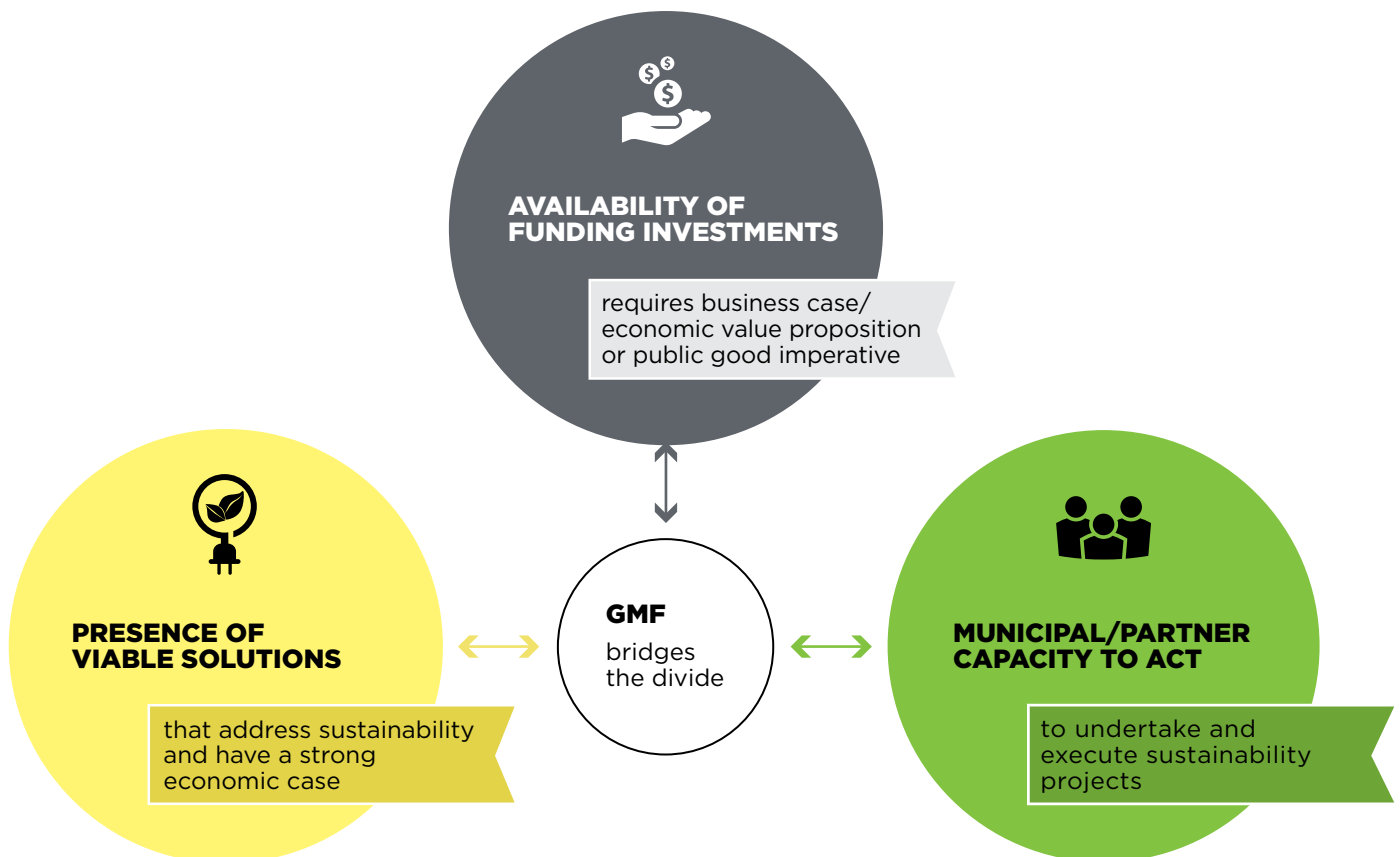 AVAILABILITY OF
FUNDING INVESTMENTS
requires business case/
economic value proposition
or public good imperative
PRESENCE OF
VIABLE SOLUTIONS
that address sustainability
and have a strong
economic case
GMF
bridges
the divide
MUNICIPAL/PARTNER
CAPACITY TO ACT
to undertake and
execute sustainability
projects